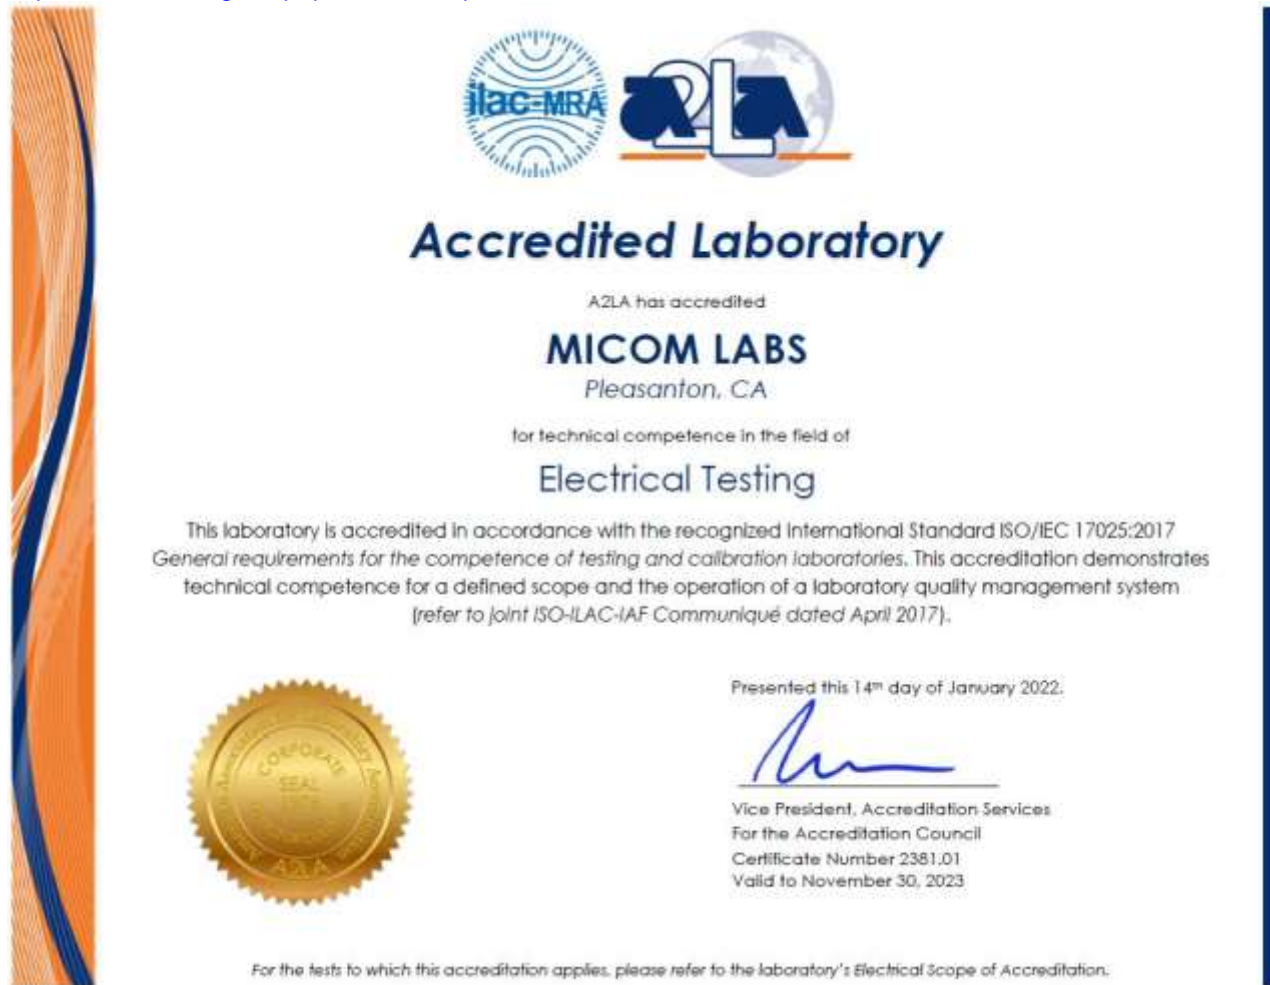 ilac-MRA
A2LA
Accredited Laboratory
A2LA has accredited
MICOM LABS
Pleasanton, CA
for technical competence in the field of
Electrical Testing
This laboratory is accredited in accordance with the recognized International Standard ISO/IEC 17025:2017
General requirements for the competence of testing and calibration laboratories. This accreditation demonstrates
technical competence for a defined scope and the operation of a laboratory quality management system
(refer to joint ISO-ILAC-IAF Communiqué dated April 2017).
Presented this 14th day of January 2022.
CORPORATE
SEAL
A2LA
Vice President, Accreditation Services
For the Accreditation Council
Certificate Number 2381.01
Valid to November 30, 2023
For the tests to which this accreditation applies, please refer to the laboratory's Electrical Scope of Accreditation.